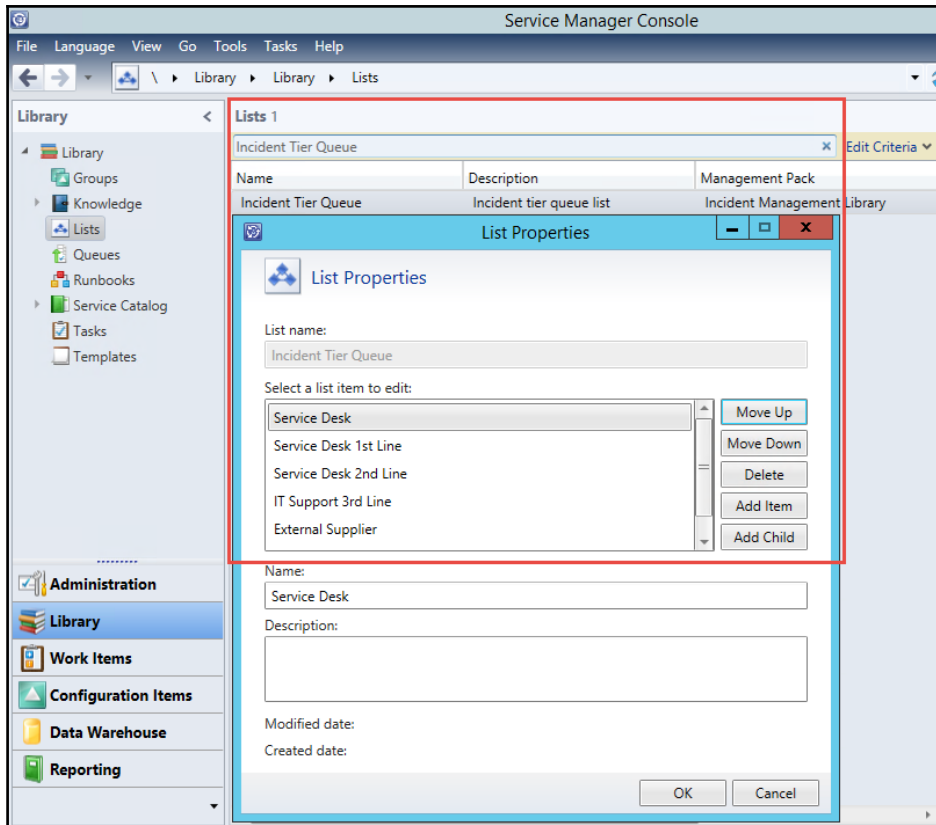 Service Manager Console
File Language View Go Tools Tasks Help
\ Library Library Lists
Library <
Library
Groups
Knowledge
Lists
Queues
Runbooks
Service Catalog
Tasks
Templates
Administration
Library
Work Items
Configuration Items
Data Warehouse
Reporting
Lists 1
Incident Tier Queue x Edit Criteria
Name Description Management Pack
Incident Tier Queue Incident tier queue list Incident Management Library
List Properties
List Properties
List name:
Incident Tier Queue
Select a list item to edit:
Service Desk
Service Desk 1st Line
Service Desk 2nd Line
IT Support 3rd Line
External Supplier
Move Up
Move Down
Delete
Add Item
Add Child
Name:
Service Desk
Description:
Modified date:
Created date:
OK Cancel